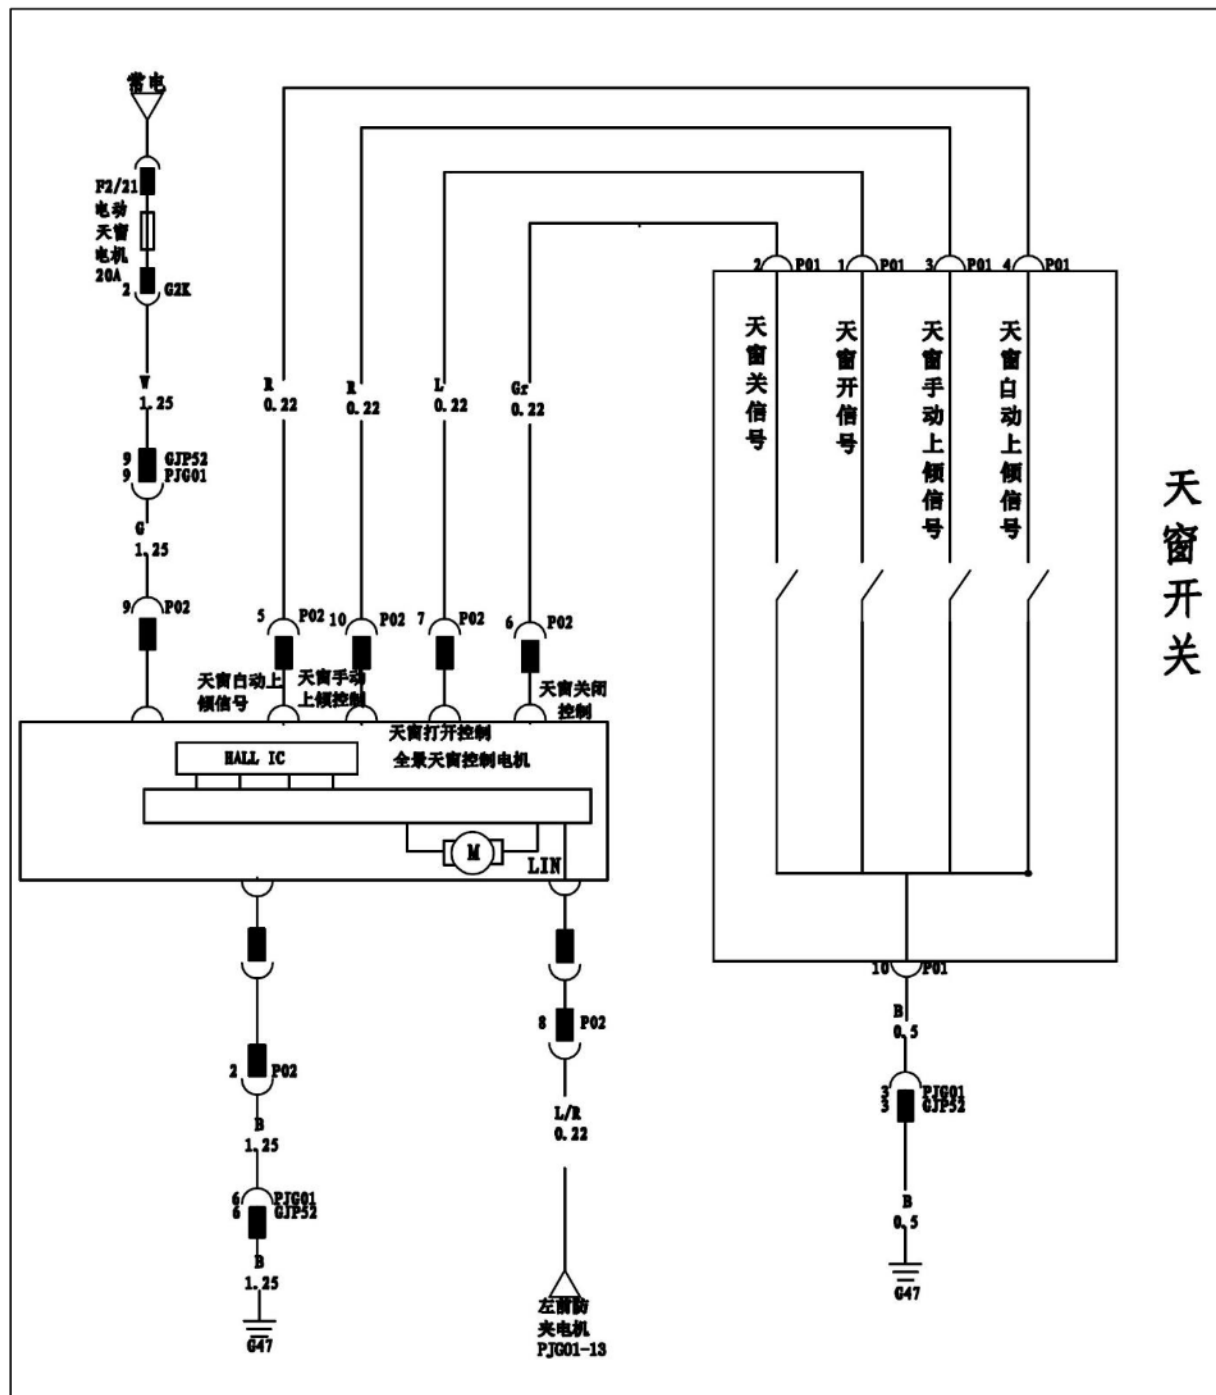 常电
F2/21
电动
天窗
电机
20A
2 G2K
W
1.25
9 GJP52
9 PJG01
G
1.25
9 P02
R
0.22
R
0.22
L
0.22
Gr
0.22
5 P02
10 P02
7 P02
6 P02
天窗自动上
倾信号
天窗手动
上倾控制
天窗打开控制
天窗关闭
控制
HALL IC
全景天窗控制电机
M
LIN
2 P02
B
1.25
6 PJG01
6 GJP52
B
1.25
G47
8 P02
L/R
0.22
左前防
夹电机
PJG01-13
2 P01
1 P01
3 P01
4 P01
天窗关信号
天窗开信号
天窗手动上倾信号
天窗自动上倾信号
天窗开关
10 P01
B
0.5
3 PJG01
3 GJP52
B
0.5
G47